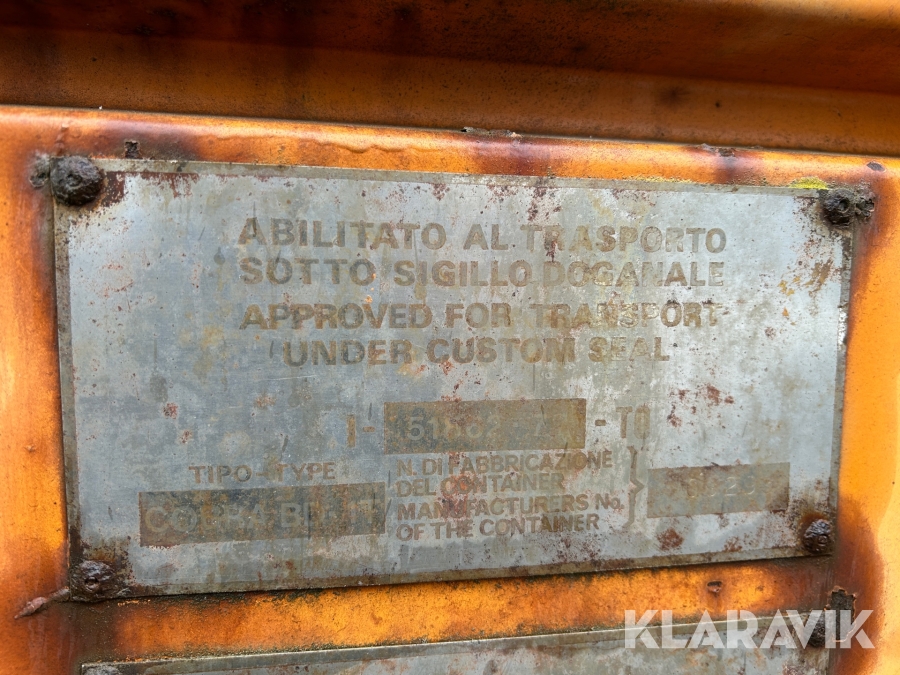 ABILITATO AL TRASPORTO
SOTTO SIGILLO DOGANALE
APPROVED FOR TRANSPORT
UNDER CUSTOM SEAL
I- - TO
TIPO-TYPE
N. DI FABBRICAZIONE
DEL CONTAINER
MANUFACTURERS No.
OF THE CONTAINER
KLARAVIK